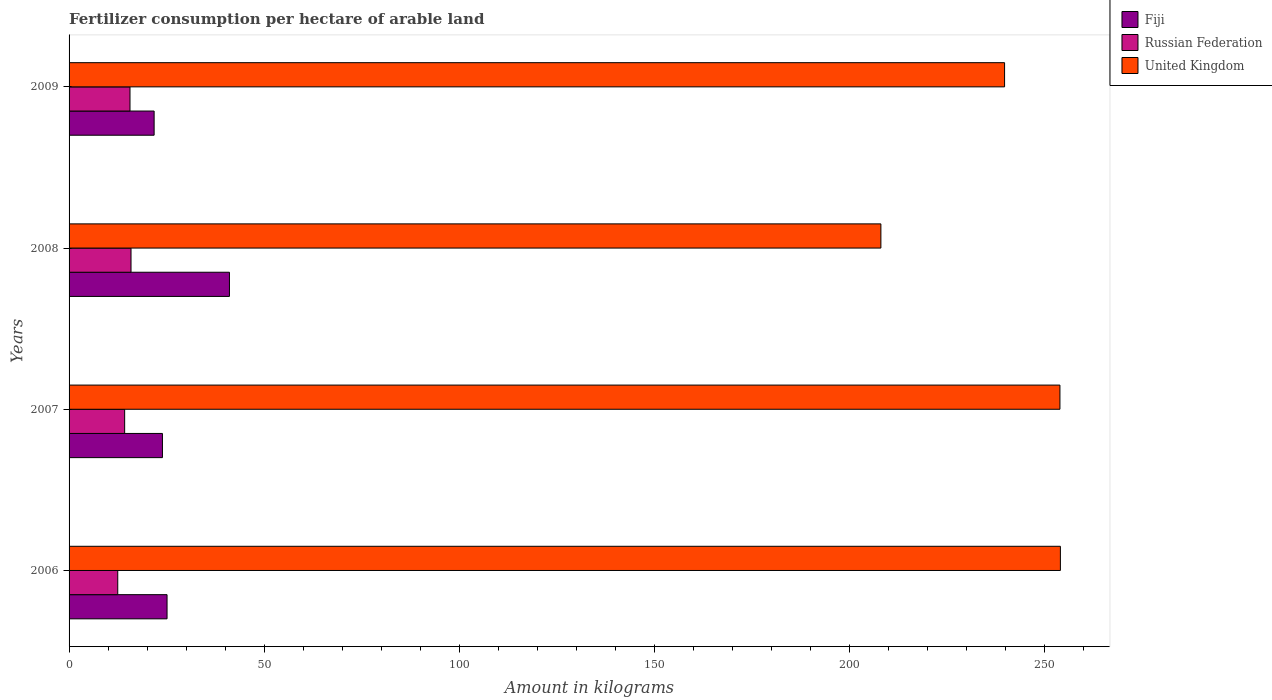 Fertilizer consumption per hectare of arable land
Fiji
Russian Federation
United Kingdom
2009
2008
2007
2006
Years
0
50
100
150
200
250
Amount in kilograms